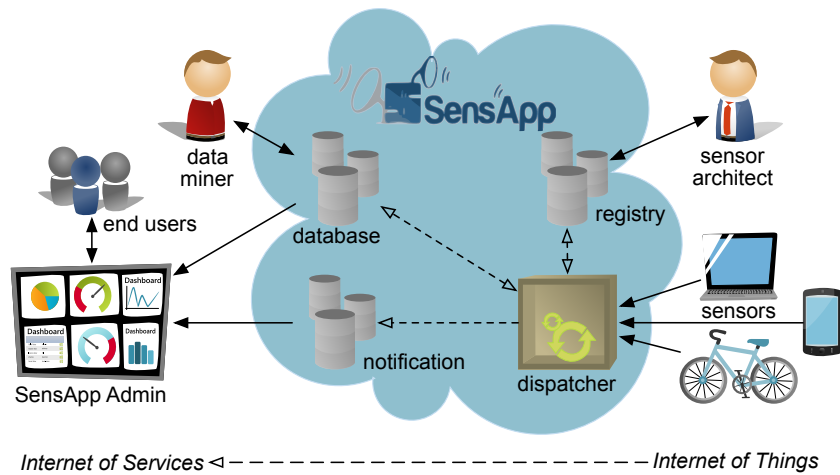 SensApp
data
miner
sensor
architect
end users
database
registry
Dashboard
Dashboard
Dashboard
sensors
notification
dispatcher
SensApp Admin
Internet of Services
Internet of Things